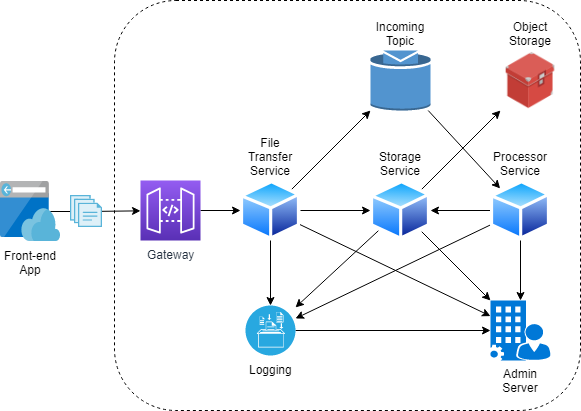 Incoming
Topic
Object
Storage
File
Transfer
Service
Storage
Service
Processor
Service
Front-end
App
Gateway
Logging
Admin
Server